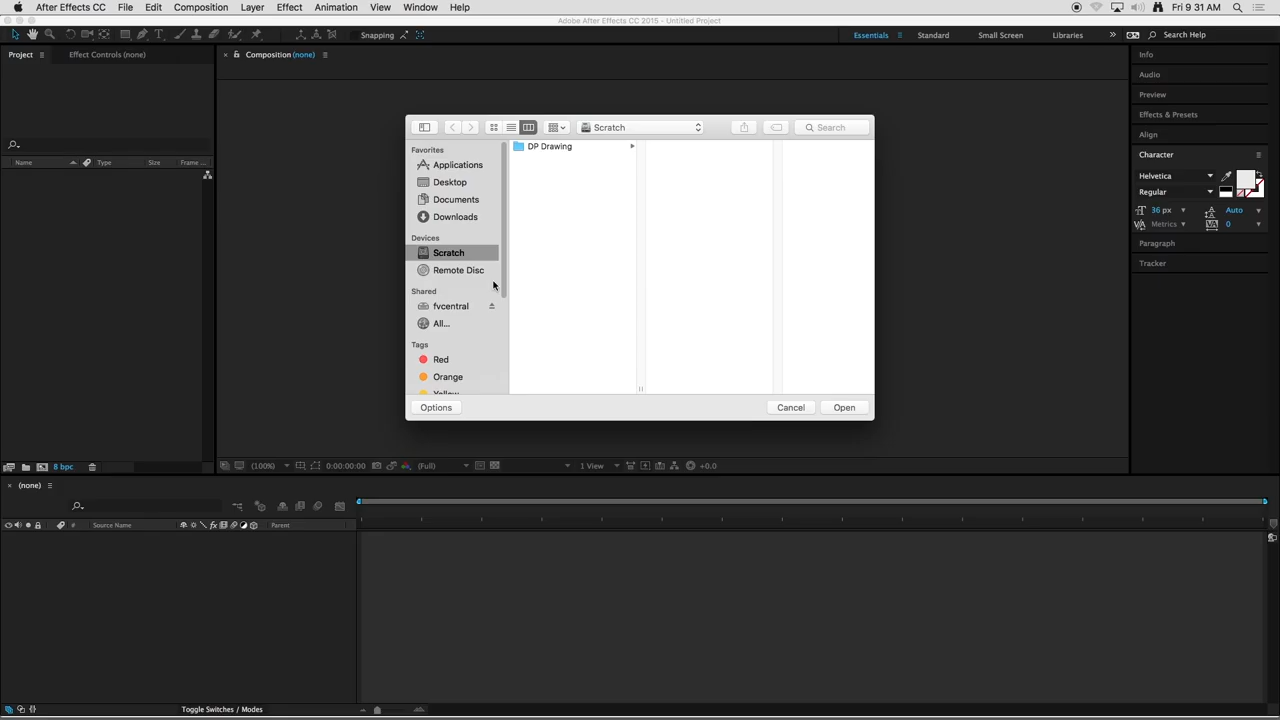 After Effects CC File Edit Composition Layer Effect Animation View Window Help Fri 9:31 AM
Adobe After Effects CC 2015 - Untitled Project
Snapping Essentials Standard Small Screen Libraries Search Help
Project Effect Controls (none) Composition (none) Info
Audio
Preview
Effects & Presets
Align
Character
Helvetica
Regular
36 px Auto
Metrics 0
Paragraph
Tracker
Name Type Size Frame ...
Scratch Search
Favorites
Applications
Desktop
Documents
Downloads
Devices
Scratch
Remote Disc
Shared
fvcentral
All...
Tags
Red
Orange
Yellow
DP Drawing
Options Cancel Open
8 bpc (100%) 0:00:00:00 (Full) 1 View +0.0
(none)
# Source Name Parent
Toggle Switches / Modes